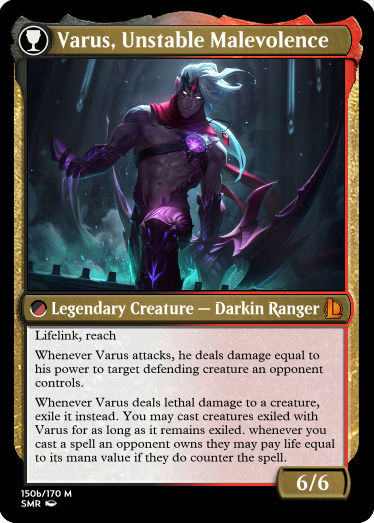 Varus, Unstable Malevolence
Legendary Creature — Darkin Ranger
Lifelink, reach
Whenever Varus attacks, he deals damage equal to
his power to target defending creature an opponent
controls.
Whenever Varus deals lethal damage to a creature,
exile it instead. You may cast creatures exiled with
Varus for as long as it remains exiled. whenever you
cast a spell an opponent owns they may pay life equal
to its mana value if they do counter the spell.
6/6
150b/170 M
SMR